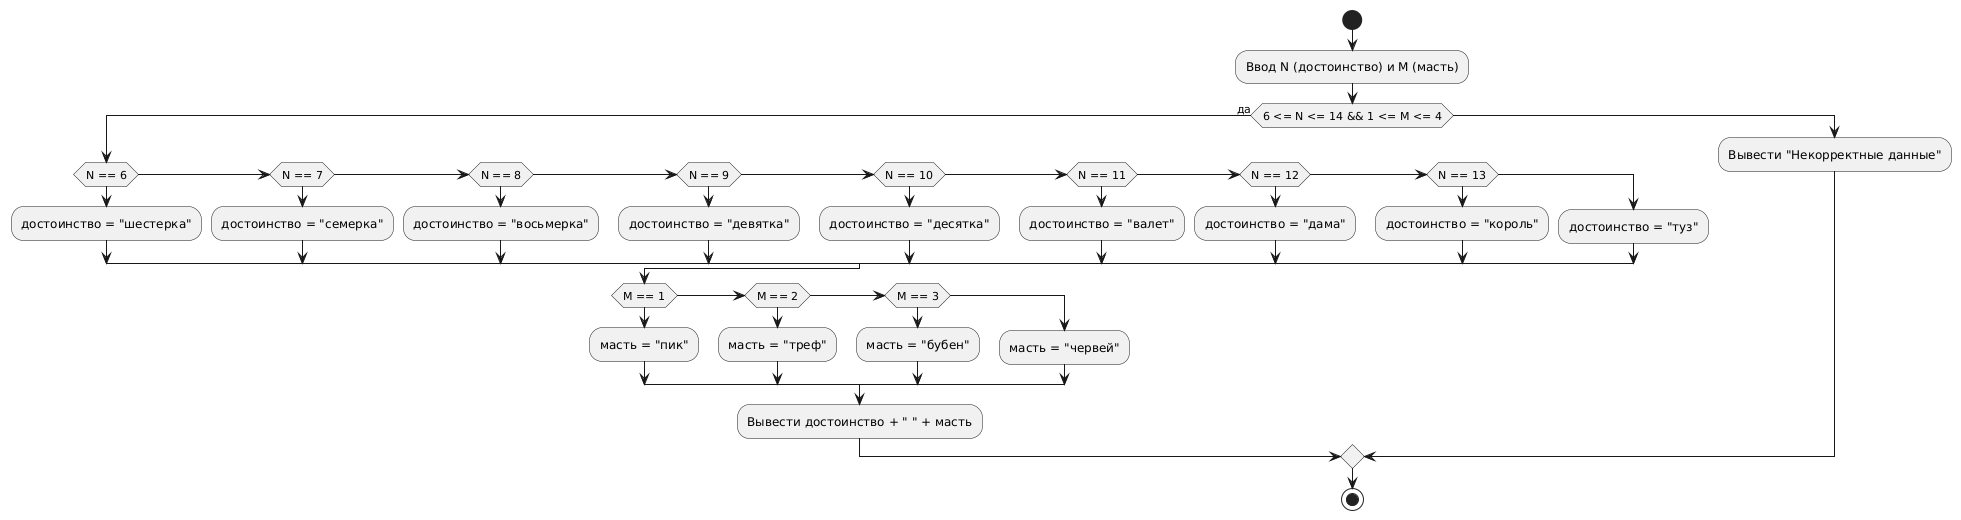 Ввод N (достоинство) и M (масть)
да
6 <= N <= 14 && 1 <= M <= 4
Вывести "Некорректные данные"
N == 6
N == 7
N == 8
N == 9
N == 10
N == 11
N == 12
N == 13
достоинство = "шестерка"
достоинство = "семерка"
достоинство = "восьмерка"
достоинство = "девятка"
достоинство = "десятка"
достоинство = "валет"
достоинство = "дама"
достоинство = "король"
достоинство = "туз"
M == 1
M == 2
M == 3
масть = "пик"
масть = "треф"
масть = "бубен"
масть = "червей"
Вывести достоинство + " " + масть